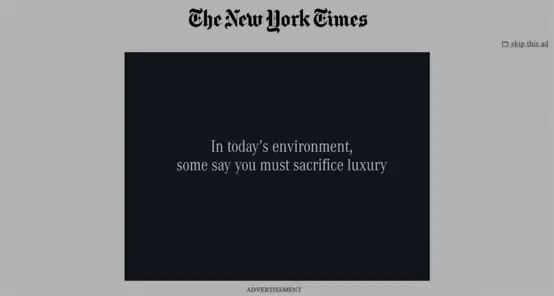 The New York Times
skip this ad
In today's environment,
some say you must sacrifice luxury
ADVERTISEMENT